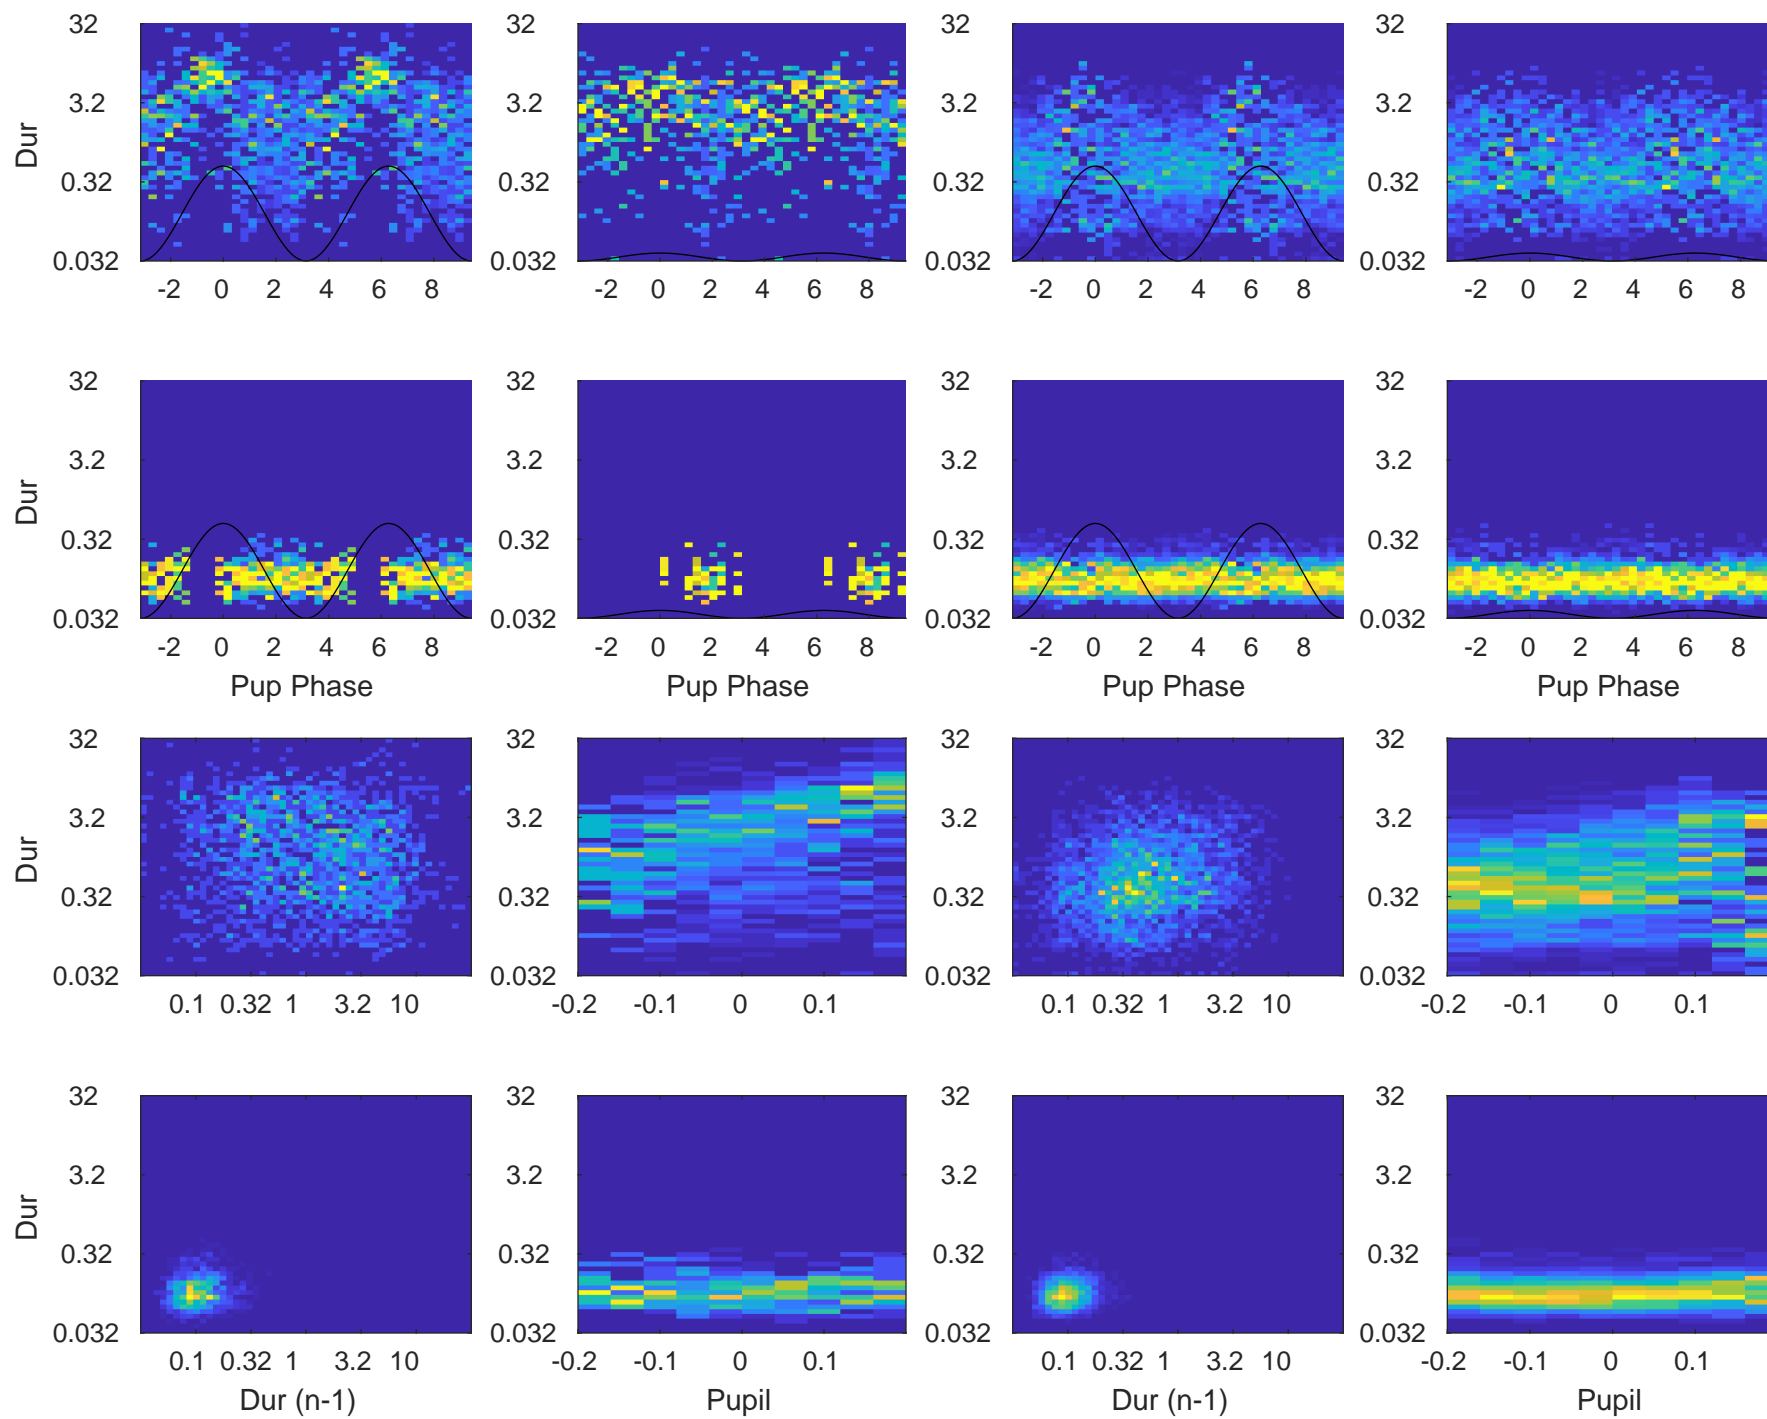 32 32 32 32
3.2 3.2 3.2 3.2
Dur
0.32 0.32 0.32 0.32
0.032 0.032 0.032 0.032
-2 0 2 4 6 8 -2 0 2 4 6 8 -2 0 2 4 6 8 -2 0 2 4 6 8
32 32 32 32
3.2 3.2 3.2 3.2
Dur
0.32 0.32 0.32 0.32
0.032 0.032 0.032 0.032
-2 0 2 4 6 8 -2 0 2 4 6 8 -2 0 2 4 6 8 -2 0 2 4 6 8
Pup Phase Pup Phase Pup Phase Pup Phase
32 32 32 32
3.2 3.2 3.2 3.2
Dur
0.32 0.32 0.32 0.32
0.032 0.032 0.032 0.032
0.1 0.32 1 3.2 10 -0.2 -0.1 0 0.1 0.1 0.32 1 3.2 10 -0.2 -0.1 0 0.1
32 32 32 32
3.2 3.2 3.2 3.2
Dur
0.32 0.32 0.32 0.32
0.032 0.032 0.032 0.032
0.1 0.32 1 3.2 10 -0.2 -0.1 0 0.1 0.1 0.32 1 3.2 10 -0.2 -0.1 0 0.1
Dur (n-1) Pupil Dur (n-1) Pupil